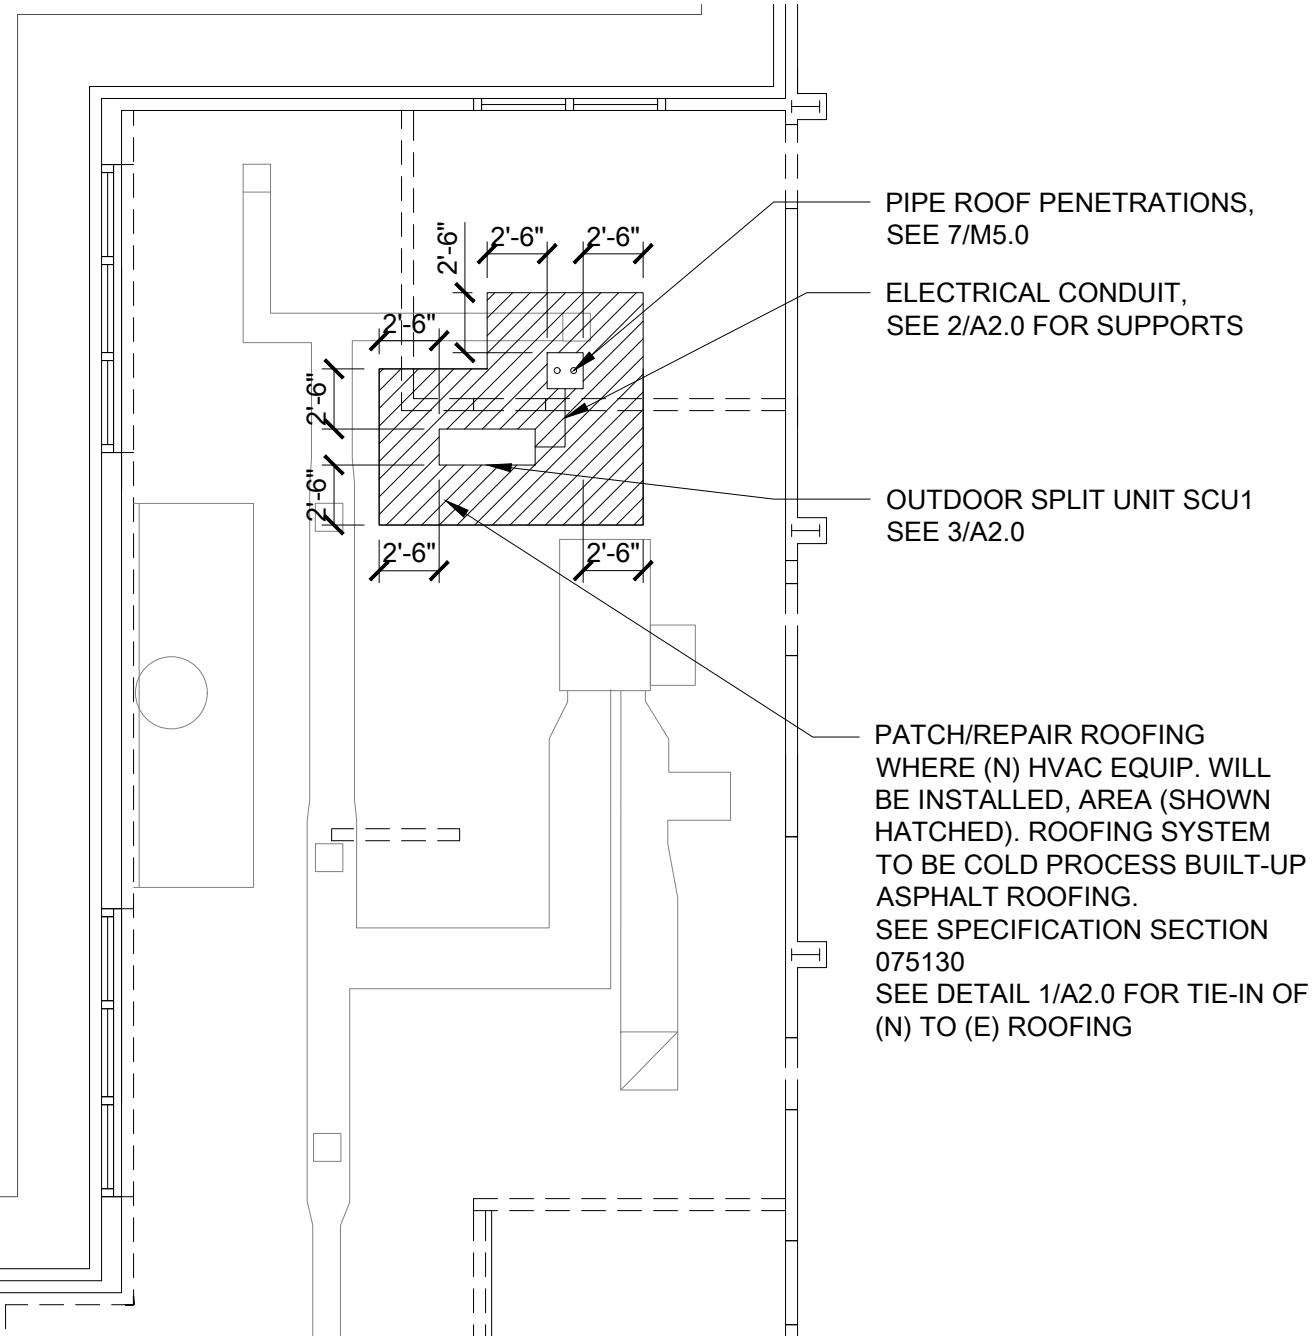 PIPE ROOF PENETRATIONS,
SEE 7/M5.0
2'-6"
2'-6"
2'-6"
ELECTRICAL CONDUIT,
SEE 2/A2.0 FOR SUPPORTS
2'-6"
2'-6"
2'-6"
OUTDOOR SPLIT UNIT SCU1
SEE 3/A2.0
2'-6"
2'-6"
PATCH/REPAIR ROOFING
WHERE (N) HVAC EQUIP. WILL
BE INSTALLED, AREA (SHOWN
HATCHED). ROOFING SYSTEM
TO BE COLD PROCESS BUILT-UP
ASPHALT ROOFING.
SEE SPECIFICATION SECTION
075130
SEE DETAIL 1/A2.0 FOR TIE-IN OF
(N) TO (E) ROOFING